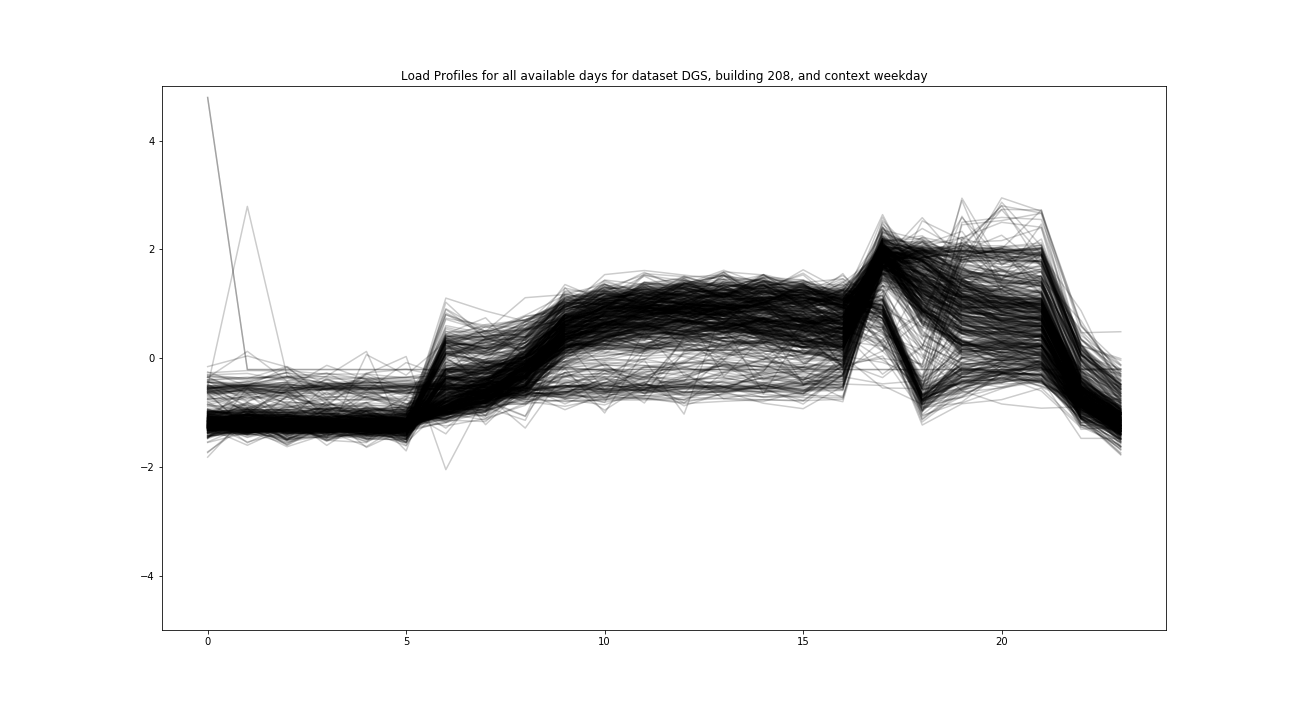 Load Profiles for all available days for dataset DGS, building 208, and context weekday
4
2
0
−2
−4
0 5 10 15 20